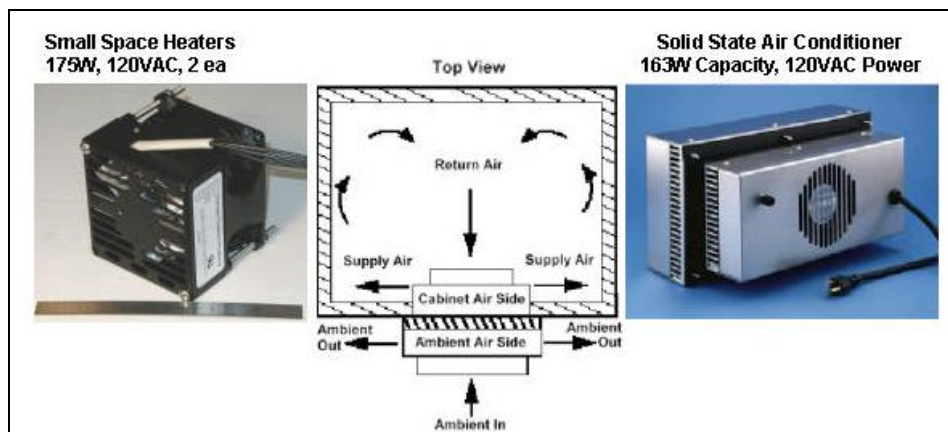 Small Space Heaters
175W, 120VAC, 2 ea
Top View
Return Air
Supply Air
Supply Air
Cabinet Air Side
Ambient
Out
Ambient Air Side
Ambient
Out
Ambient In
Solid State Air Conditioner
163W Capacity, 120VAC Power